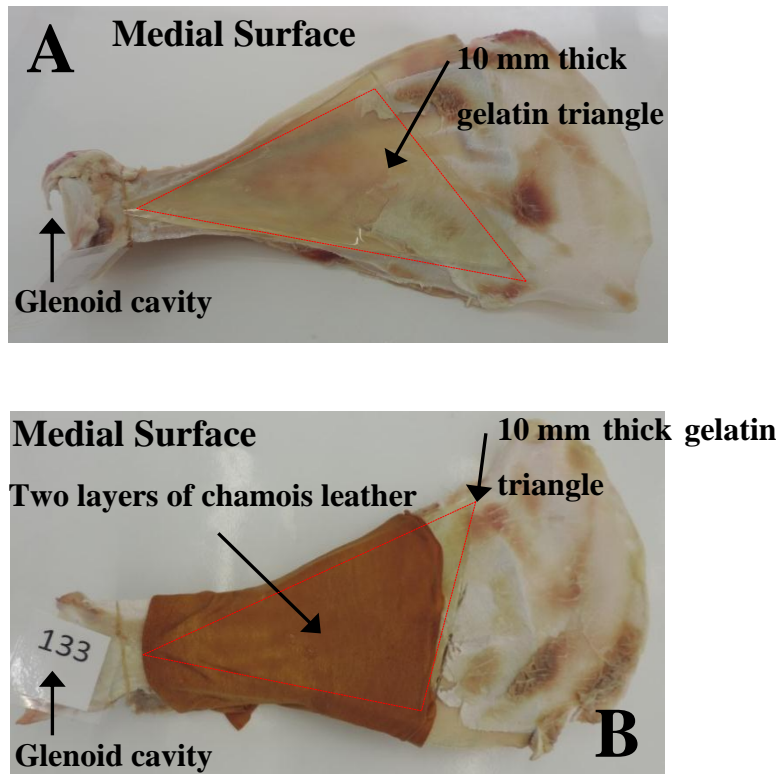 A
Medial Surface
10 mm thick
gelatin triangle
Glenoid cavity
Medial Surface
10 mm thick gelatin
triangle
Two layers of chamois leather
133
Glenoid cavity
B